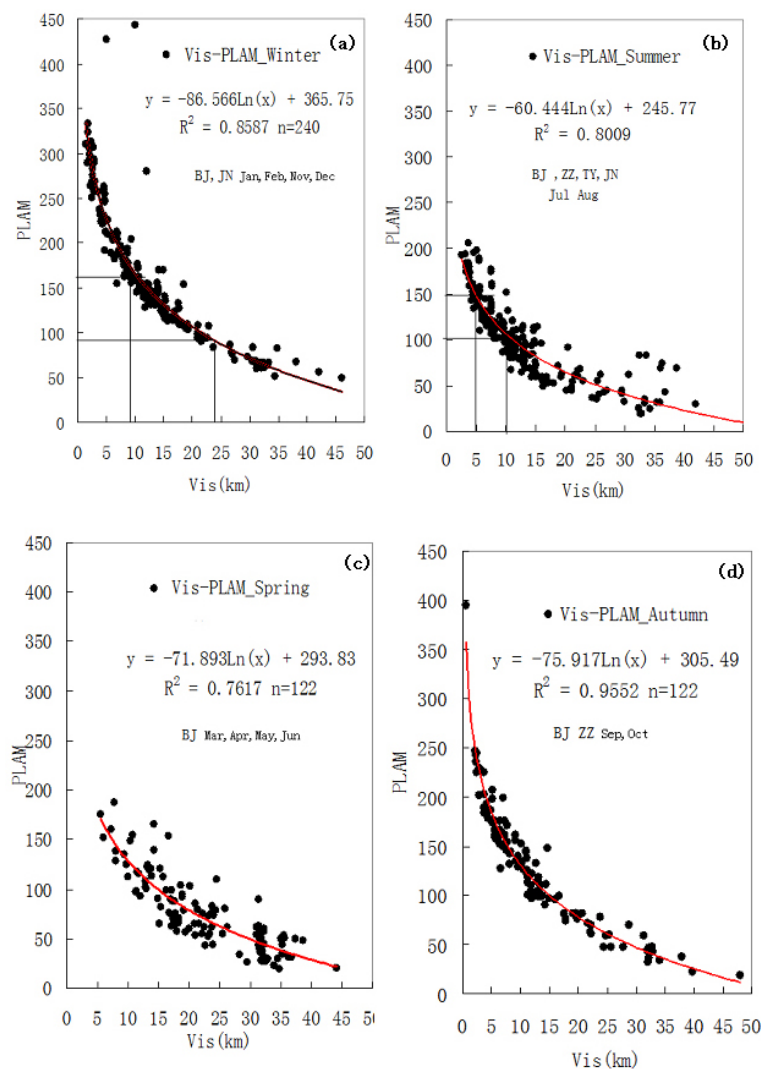 (a)
Vis-PLAM_Winter
y = -86.566Ln(x) + 365.75
R² = 0.8587 n=240
BJ, JN Jan,Feb,Nov,Dec
450
400
350
300
250
200
150
100
50
0
PLAM
0 5 10 15 20 25 30 35 40 45 50
Vis(km)
(b)
Vis-PLAM_Summer
y = -60.444Ln(x) + 245.77
R² = 0.8009
BJ ,ZZ,TY,JN
Jul Aug
450
400
350
300
250
200
150
100
50
0
PLAM
0 5 10 15 20 25 30 35 40 45 50
Vis(km)
(c)
Vis-PLAM_Spring
y = -71.893Ln(x) + 293.83
R² = 0.7617 n=122
BJ Mar,Apr,May,Jun
450
400
350
300
250
200
150
100
50
0
PLAM
0 5 10 15 20 25 30 35 40 45 50
Vis(km)
(d)
Vis-PLAM_Autumn
y = -75.917Ln(x) + 305.49
R² = 0.9552 n=122
BJ ZZ Sep,Oct
450
400
350
300
250
200
150
100
50
0
PLAM
0 5 10 15 20 25 30 35 40 45 50
Vis(km)